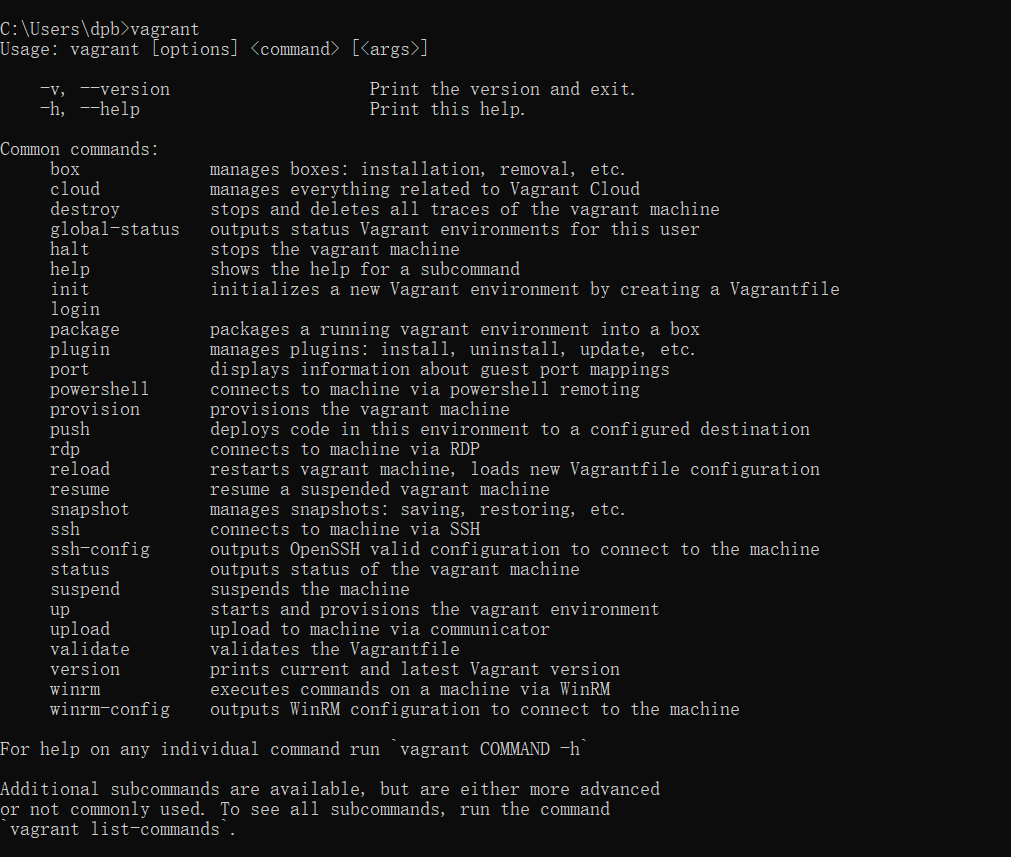 C:\Users\dpb>vagrant
Usage: vagrant [options] <command> [<args>]
-v, --version Print the version and exit.
-h, --help Print this help.
Common commands:
box manages boxes: installation, removal, etc.
cloud manages everything related to Vagrant Cloud
destroy stops and deletes all traces of the vagrant machine
global-status outputs status Vagrant environments for this user
halt stops the vagrant machine
help shows the help for a subcommand
init initializes a new Vagrant environment by creating a Vagrantfile
login
package packages a running vagrant environment into a box
plugin manages plugins: install, uninstall, update, etc.
port displays information about guest port mappings
powershell connects to machine via powershell remoting
provision provisions the vagrant machine
push deploys code in this environment to a configured destination
rdp connects to machine via RDP
reload restarts vagrant machine, loads new Vagrantfile configuration
resume resume a suspended vagrant machine
snapshot manages snapshots: saving, restoring, etc.
ssh connects to machine via SSH
ssh-config outputs OpenSSH valid configuration to connect to the machine
status outputs status of the vagrant machine
suspend suspends the machine
up starts and provisions the vagrant environment
upload upload to machine via communicator
validate validates the Vagrantfile
version prints current and latest Vagrant version
winrm executes commands on a machine via WinRM
winrm-config outputs WinRM configuration to connect to the machine
For help on any individual command run `vagrant COMMAND -h`
Additional subcommands are available, but are either more advanced
or not commonly used. To see all subcommands, run the command
`vagrant list-commands`.